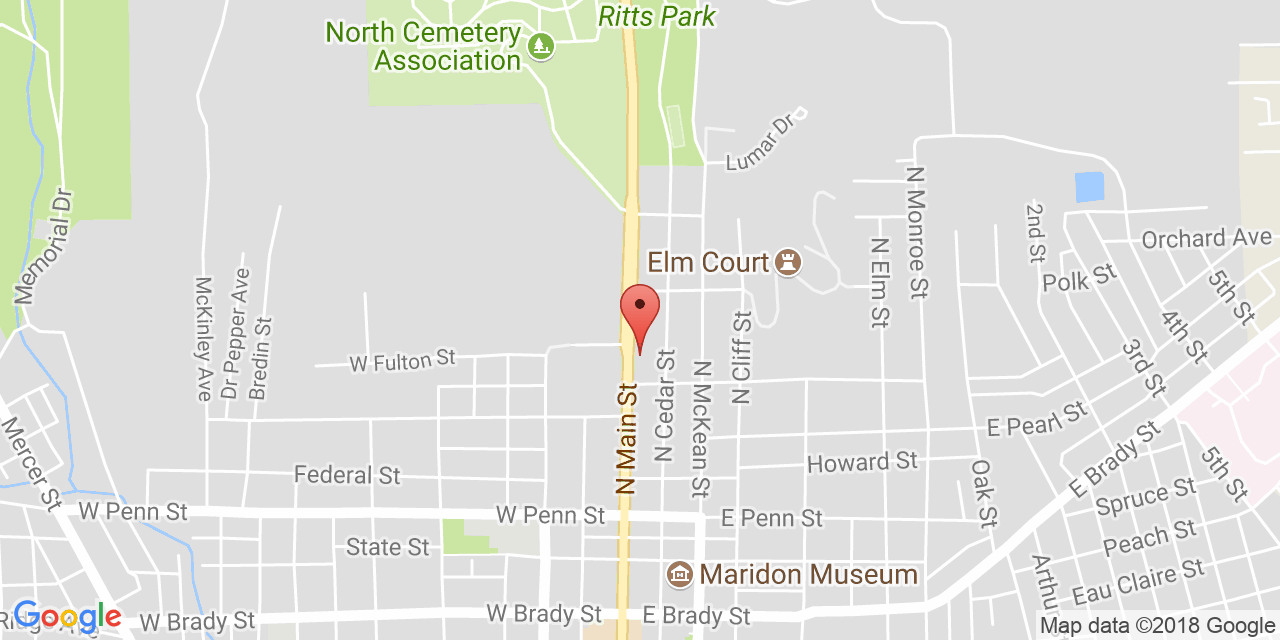 Ritts Park
North Cemetery
Association
Lumar Dr
N Monroe St
Memorial Dr
2nd St
Orchard Ave
Elm Court
N Elm St
Polk St
5th St
McKinley Ave
Dr Pepper Ave
Bredin St
4th St
W Fulton St
N Cliff St
3rd St
N Main St
N Cedar St
N McKean St
E Pearl St
Mercer St
Federal St
Howard St
Oak St
E Brady St
5th St
Spruce St
W Penn St
W Penn St
E Penn St
State St
Peach St
Maridon Museum
Arthu
Eau Claire St
W Brady St
W Brady St
E Brady St
Google
Map data ©2018 Google